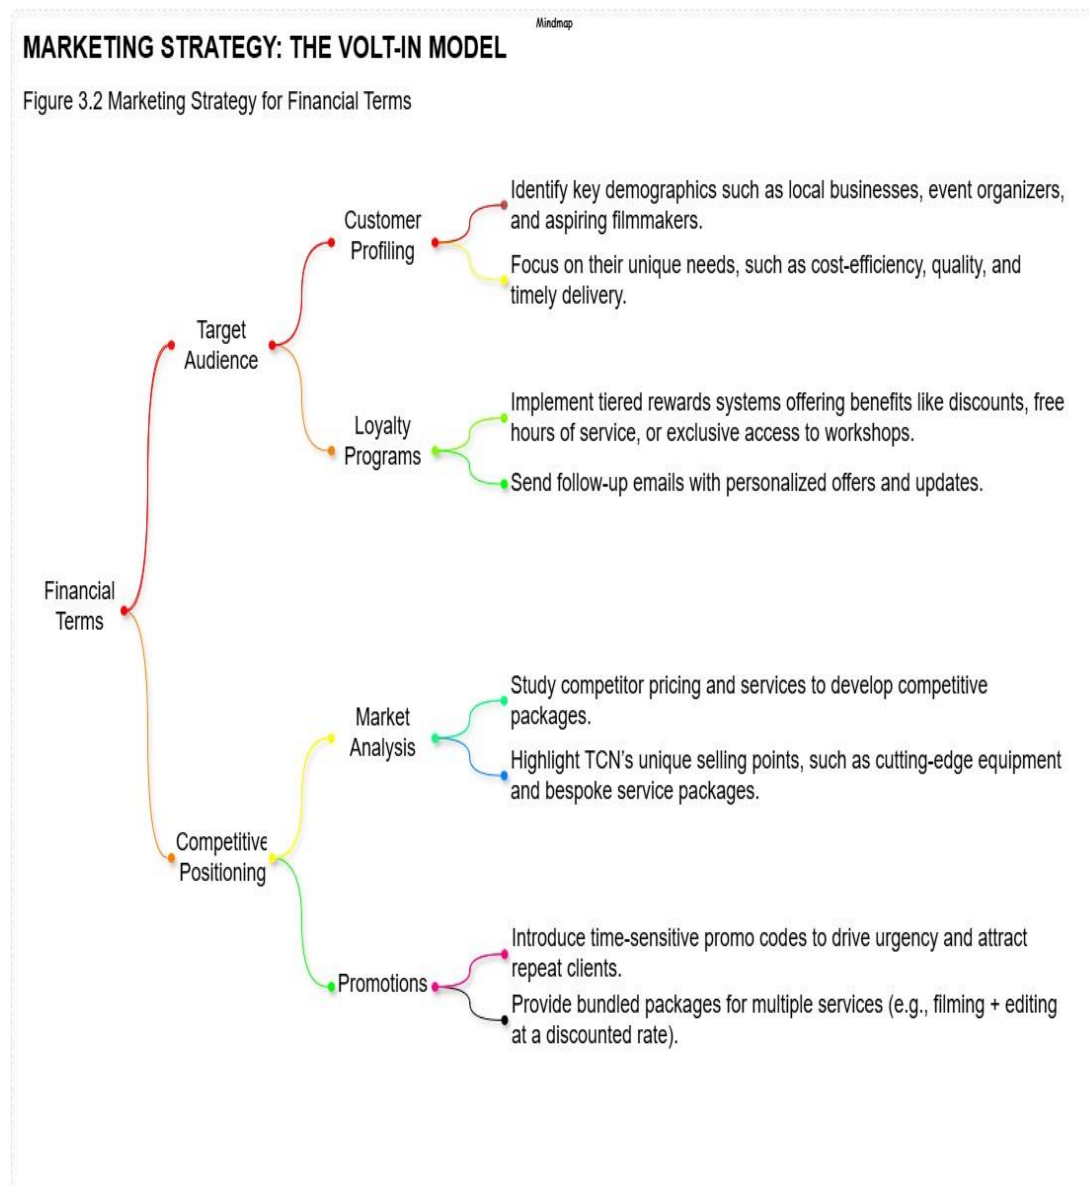 Mindmap
MARKETING STRATEGY: THE VOLT-IN MODEL
Figure 3.2 Marketing Strategy for Financial Terms
Financial
Terms
Target
Audience
Customer
Profiling
Identify key demographics such as local businesses, event organizers,
and aspiring filmmakers.
Focus on their unique needs, such as cost-efficiency, quality, and
timely delivery.
Loyalty
Programs
Implement tiered rewards systems offering benefits like discounts, free
hours of service, or exclusive access to workshops.
Send follow-up emails with personalized offers and updates.
Competitive
Positioning
Market
Analysis
Study competitor pricing and services to develop competitive
packages.
Highlight TCN's unique selling points, such as cutting-edge equipment
and bespoke service packages.
Promotions
Introduce time-sensitive promo codes to drive urgency and attract
repeat clients.
Provide bundled packages for multiple services (e.g., filming + editing
at a discounted rate).